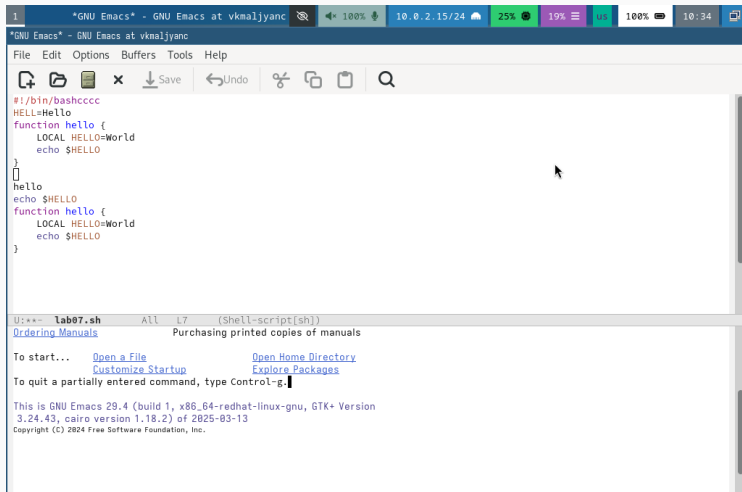 1 *GNU Emacs* - GNU Emacs at vkmaljyanc 100% 10.0.2.15/24 25% 19% us 100% 10:34
*GNU Emacs* - GNU Emacs at vkmaljyanc
File Edit Options Buffers Tools Help
Save Undo
#!/bin/bashcccc
HELL=Hello
function hello {
    LOCAL HELLO=World
    echo $HELLO
}
hello
echo $HELLO
function hello {
    LOCAL HELLO=World
    echo $HELLO
}
U:**- lab07.sh All L7 (Shell-script[sh])
Ordering Manuals Purchasing printed copies of manuals
To start... Open a File Open Home Directory
Customize Startup Explore Packages
To quit a partially entered command, type Control-g.
This is GNU Emacs 29.4 (build 1, x86_64-redhat-linux-gnu, GTK+ Version
3.24.43, cairo version 1.18.2) of 2025-03-13
Copyright (C) 2024 Free Software Foundation, Inc.